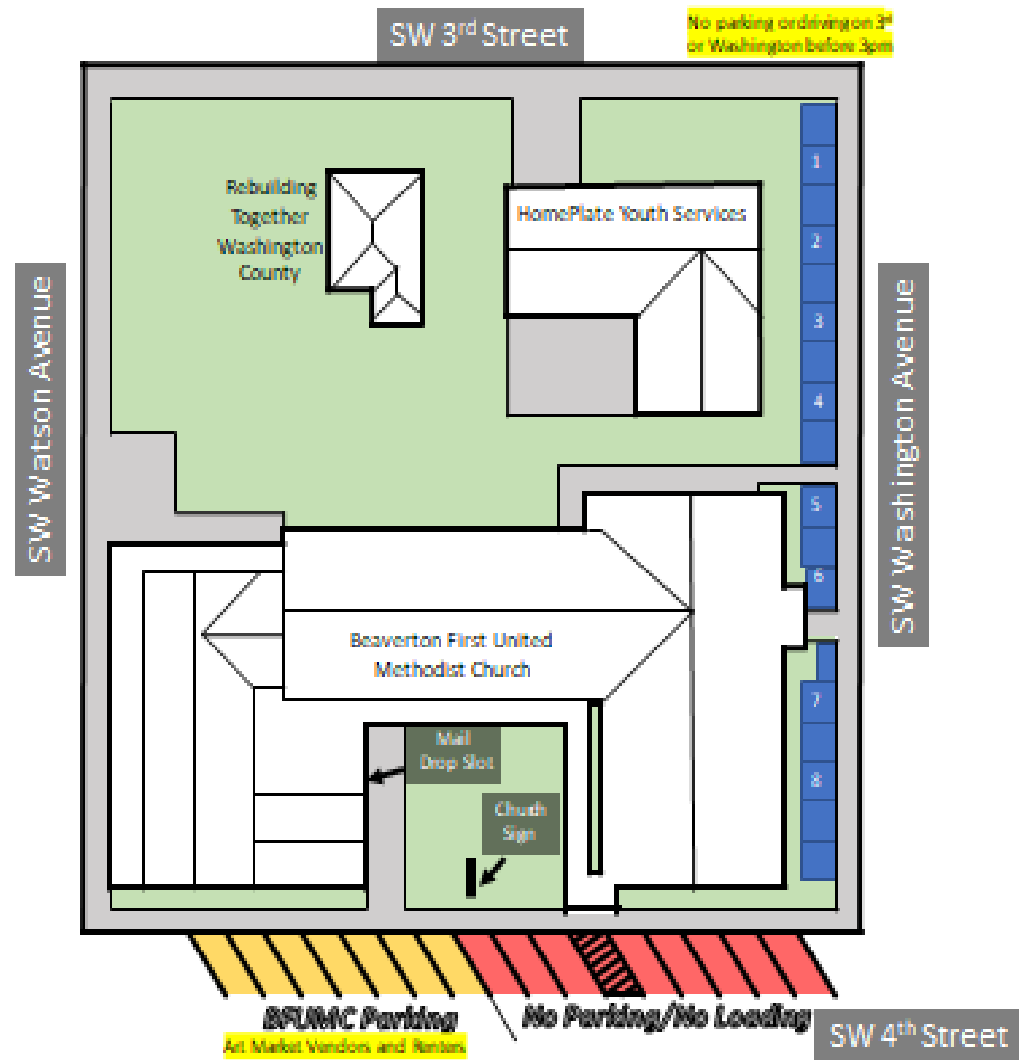 SW 3rd Street
No parking or driving on 3rd
or Washington before 3pm
Rebuilding
Together
Washington
County
HomePlate Youth Services
1
2
3
4
SW Watson Avenue
SW Washington Avenue
5
6
Beaverton First United
Methodist Church
7
Mail
Drop Slot
8
Church
Sign
BFUMC Parking
No Parking/No Loading
Art Market Vendors and Renters
SW 4th Street